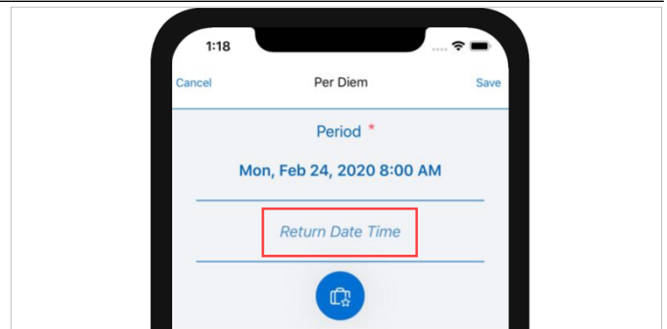 1:18
Cancel Per Diem Save
Period *
Mon, Feb 24, 2020 8:00 AM
Return Date Time